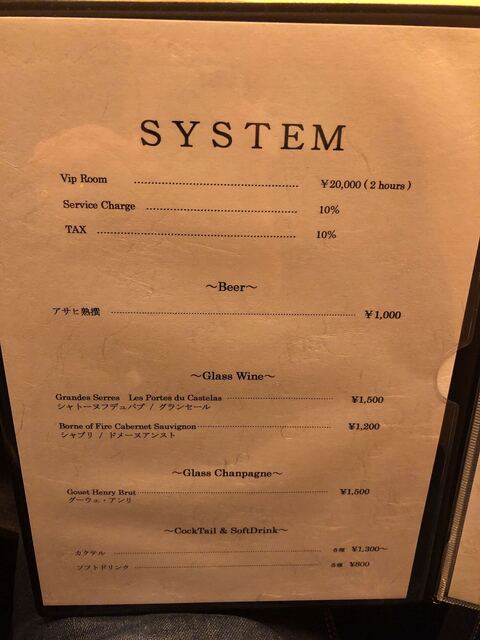 SYSTEM
Vip Room ¥20,000 ( 2 hours )
Service Charge 10%
TAX 10%
～Beer～
アサヒ熟撰 ¥1,000
～Glass Wine～
Grandes Serres Les Portes du Castelas ¥1,500
シャトーヌフデュパプ / グランセール
Borne of Fire Cabernet Sauvignon ¥1,200
シャブリ / ドメーヌアンスト
～Glass Chanpagne～
Gouet Henry Brut ¥1,500
グーウェ・アンリ
～CockTail & SoftDrink～
カクテル 各種 ¥1,300～
ソフトドリンク 各種 ¥800